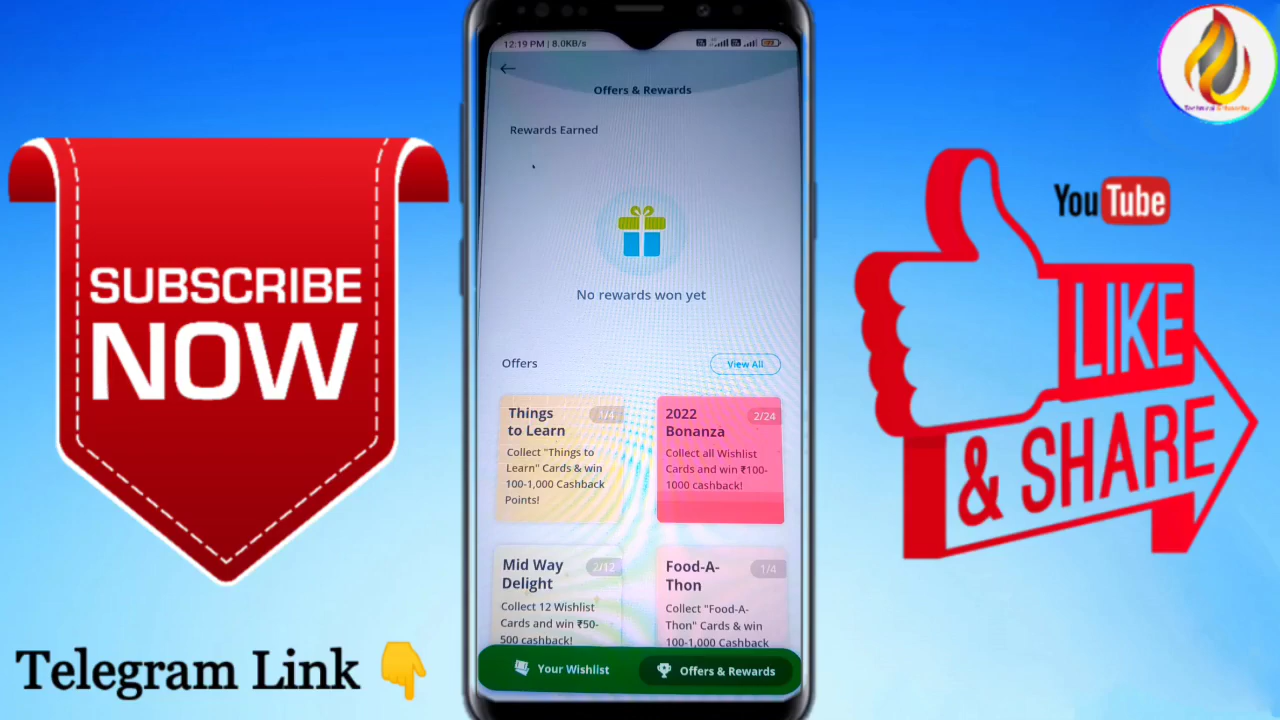 SUBSCRIBE
NOW
Telegram Link
12:19 PM | 8.0KB/s
Offers & Rewards
Rewards Earned
No rewards won yet
Offers
View All
Things
to Learn
1/4
Collect "Things to
Learn" Cards & win
100-1,000 Cashback
Points!
2022
Bonanza
2/24
Collect all Wishlist
Cards and win ₹100-
1000 cashback!
Mid Way
Delight
2/12
Collect 12 Wishlist
Cards and win ₹50-
500 cashback!
Food-A-
Thon
1/4
Collect "Food-A-
Thon" Cards & win
100-1,000 Cashback
Your Wishlist
Offers & Rewards
YouTube
LIKE
& SHARE